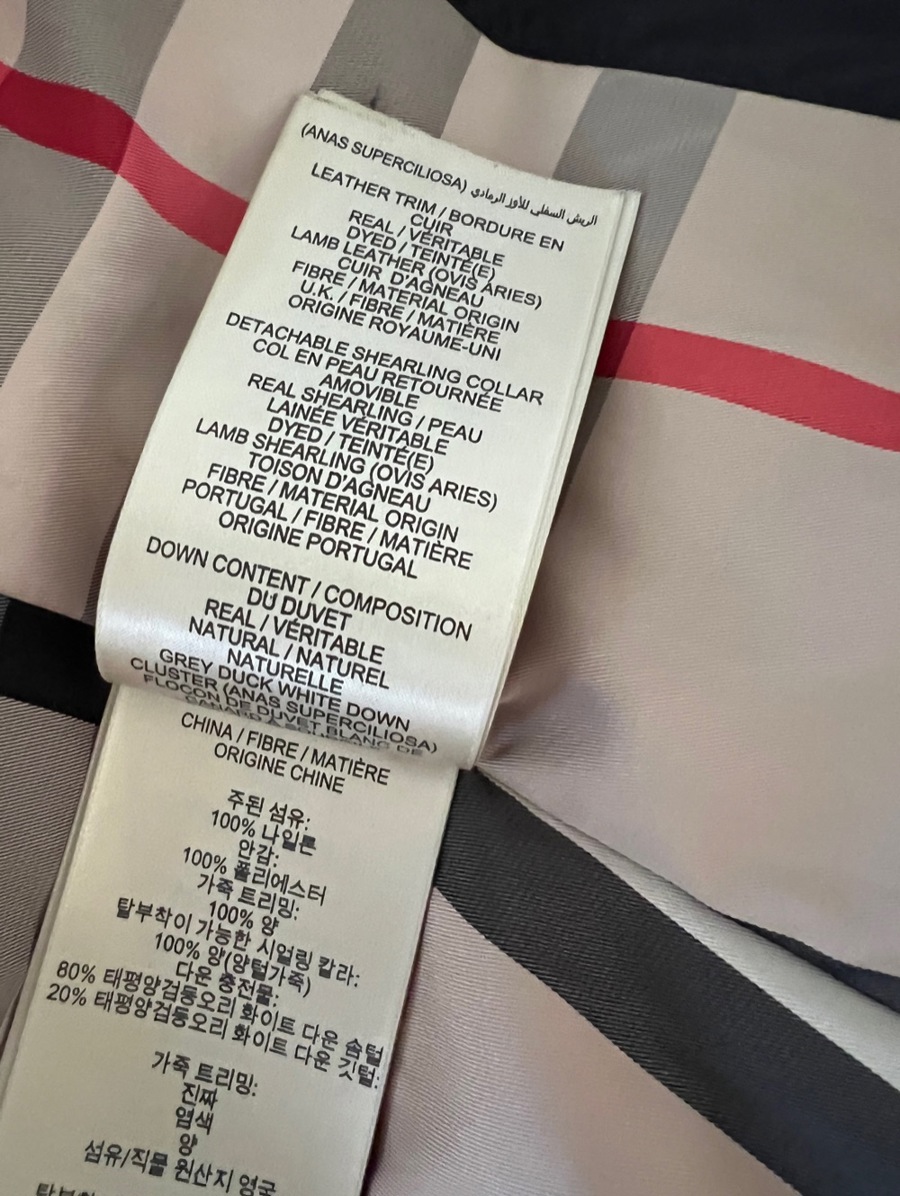 (ANAS SUPERCILIOSA) الريش السفلي للأوز الرمادي
LEATHER TRIM / BORDURE EN
CUIR
REAL / VÉRITABLE
DYED / TEINTÉ(E)
LAMB LEATHER (OVIS ARIES)
CUIR D'AGNEAU
FIBRE / MATERIAL ORIGIN
U.K. / FIBRE / MATIÈRE
ORIGINE ROYAUME-UNI
DETACHABLE SHEARLING COLLAR
COL EN PEAU RETOURNÉE
AMOVIBLE
REAL SHEARLING / PEAU
LAINÉE VÉRITABLE
DYED / TEINTÉ(E)
LAMB SHEARLING (OVIS ARIES)
TOISON D'AGNEAU
FIBRE / MATERIAL ORIGIN
PORTUGAL / FIBRE / MATIÈRE
ORIGINE PORTUGAL
DOWN CONTENT / COMPOSITION
DU DUVET
REAL / VÉRITABLE
NATURAL / NATUREL
NATURELLE
GREY DUCK WHITE DOWN
CLUSTER (ANAS SUPERCILIOSA)
FLOCON DE DUVET BLANC DE
CANARD À
CHINA / FIBRE / MATIÈRE
ORIGINE CHINE
주된 섬유:
100% 나일론
안감:
100% 폴리에스터
가죽 트리밍:
100% 양
탈부착이 가능한 시얼링 칼라:
100% 양(양털가죽)
다운 충전물:
80% 태평양검둥오리 화이트 다운 솜털
20% 태평양검둥오리 화이트 다운 깃털:
가죽 트리밍:
진짜
염색
양
섬유/직물 원산지 영국